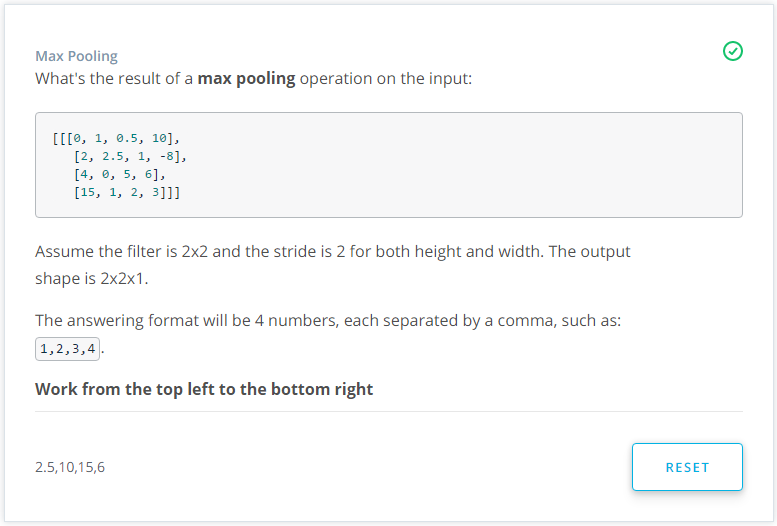 Max Pooling
What's the result of a max pooling operation on the input:
[[[0, 1, 0.5, 10],
[2, 2.5, 1, -8],
[4, 0, 5, 6],
[15, 1, 2, 3]]]
Assume the filter is 2x2 and the stride is 2 for both height and width. The output
shape is 2x2x1.
The answering format will be 4 numbers, each separated by a comma, such as:
1,2,3,4.
Work from the top left to the bottom right
2.5,10,15,6
RESET